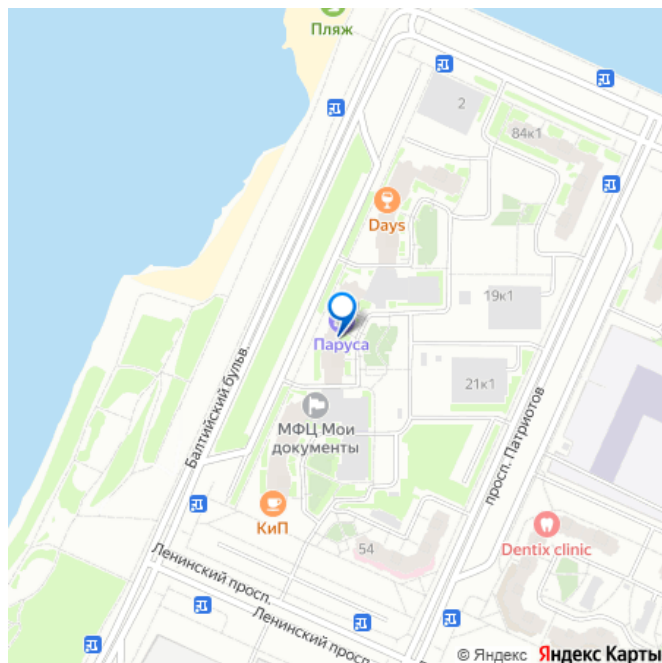 Пляж
2
84к1
Days
19к1
Паруса
Балтийский бульв.
21к1
просп. Патриотов
МФЦ Мои
документы
КиП
54
Dentix clinic
Ленинский просп.
Ленинский просп.
© Яндекс Яндекс Карты